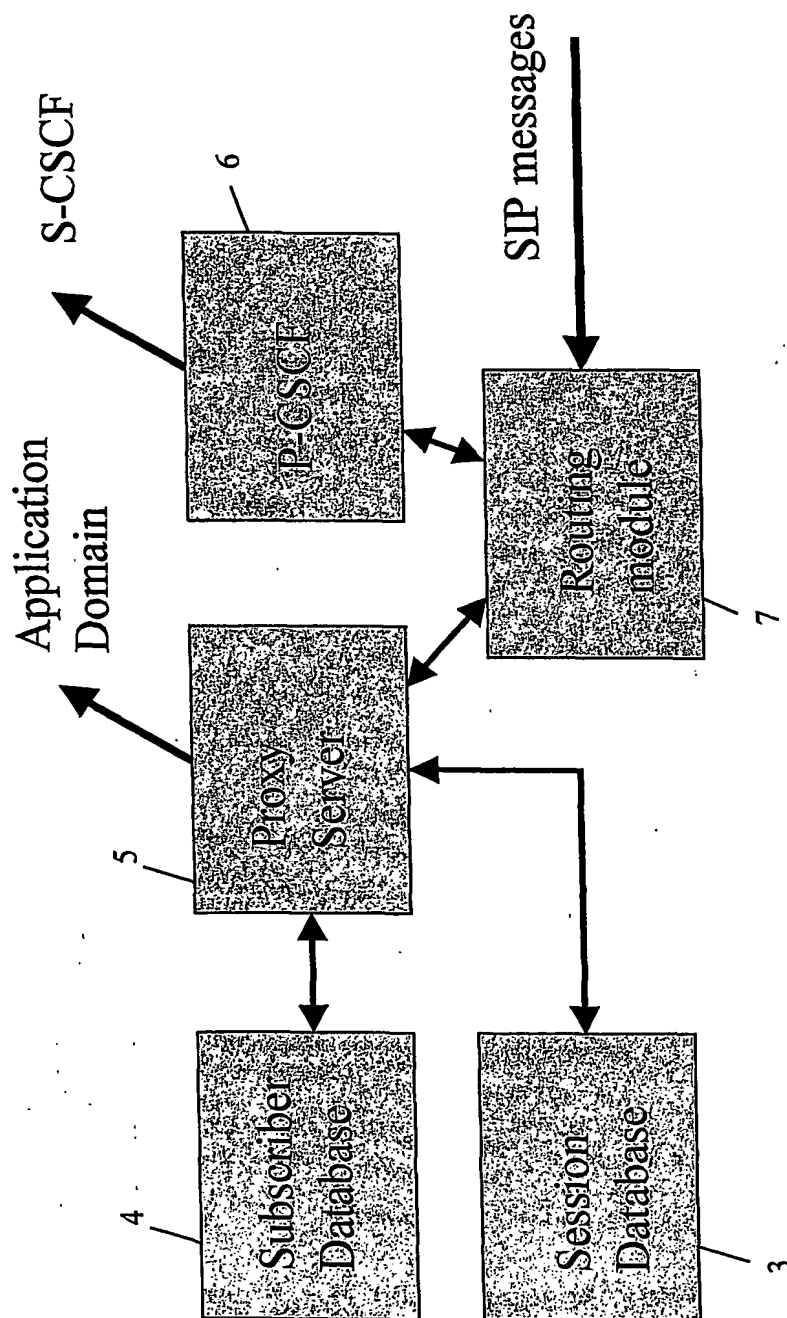 Application
Domain
S-CSCF
5
6
4
Subscriber
Database
Proxy
Server
P-CSCF
3
Session
Database
Routing
module
7
SIP messages